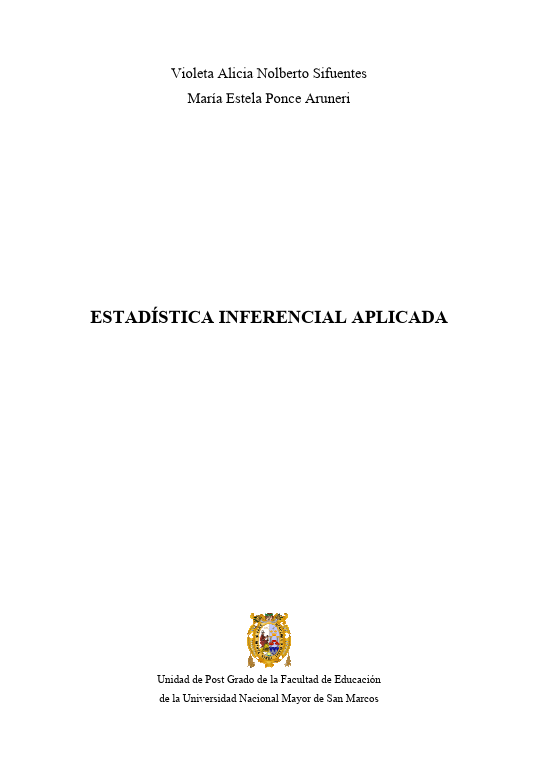 Violeta Alicia Nolberto Sifuentes
María Estela Ponce Aruneri
ESTADÍSTICA INFERENCIAL APLICADA
Unidad de Post Grado de la Facultad de Educación
de la Universidad Nacional Mayor de San Marcos